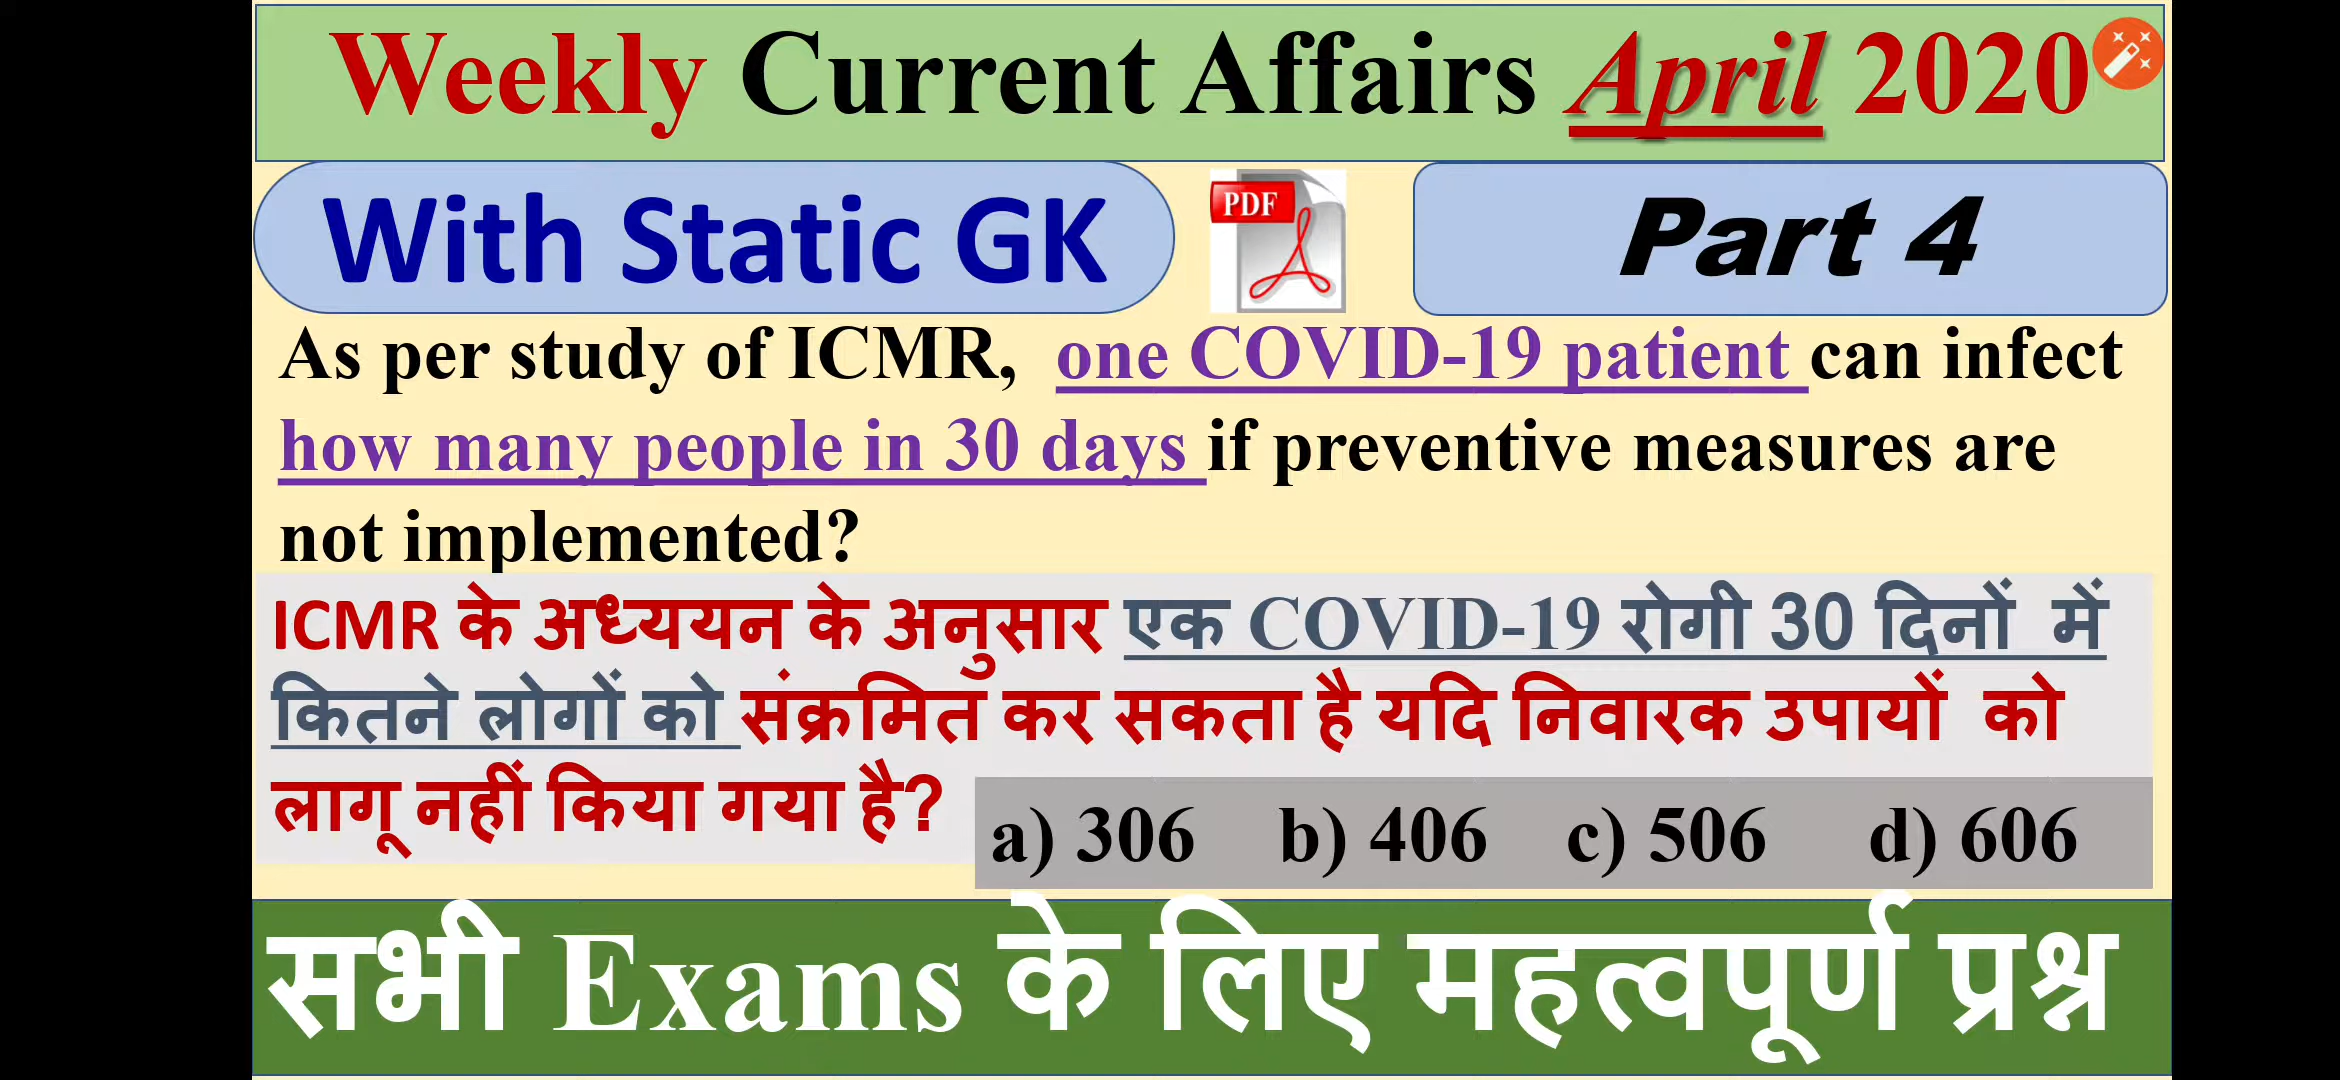 Weekly Current Affairs April 2020
With Static GK
PDF
Part 4
As per study of ICMR, one COVID-19 patient can infect
how many people in 30 days if preventive measures are
not implemented?
ICMR के अध्ययन के अनुसार एक COVID-19 रोगी 30 दिनों में
कितने लोगों को संक्रमित कर सकता है यदि निवारक उपायों को
लागू नहीं किया गया है?
a) 306 b) 406 c) 506 d) 606
सभी Exams के लिए महत्वपूर्ण प्रश्न